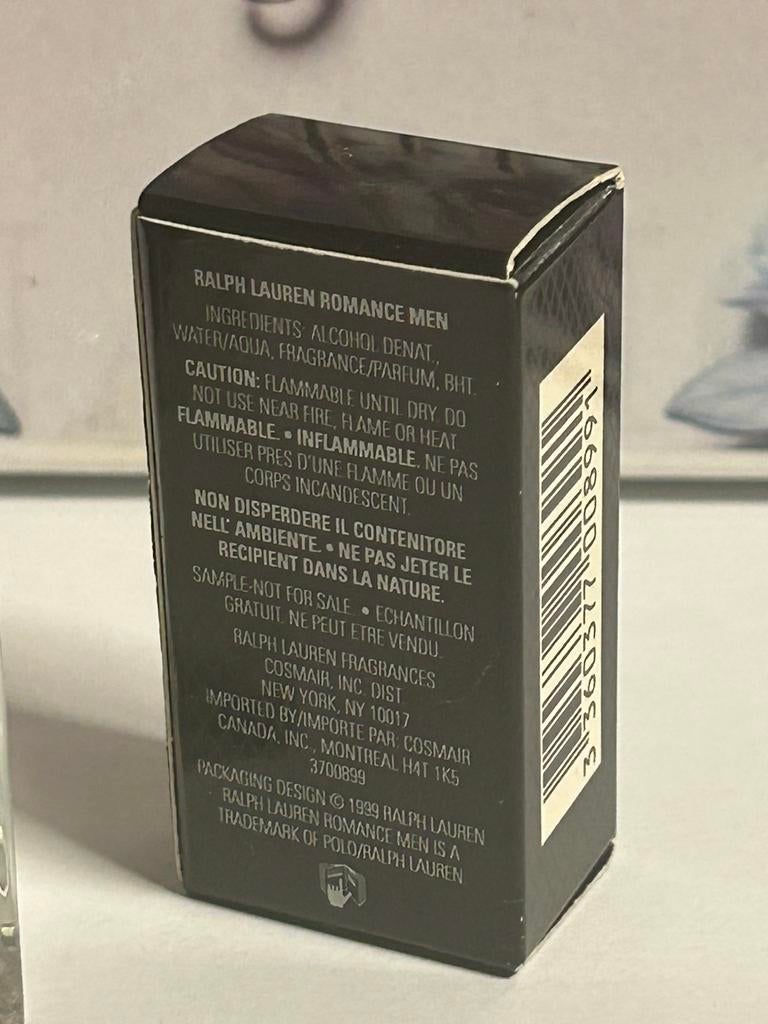 RALPH LAUREN ROMANCE MEN
INGREDIENTS: ALCOHOL DENAT.,
WATER/AQUA, FRAGRANCE/PARFUM, BHT.
CAUTION: FLAMMABLE UNTIL DRY. DO
NOT USE NEAR FIRE, FLAME OR HEAT
FLAMMABLE. • INFLAMMABLE. NE PAS
UTILISER PRES D'UNE FLAMME OU UN
CORPS INCANDESCENT.
NON DISPERDERE IL CONTENITORE
NELL' AMBIENTE. • NE PAS JETER LE
RECIPIENT DANS LA NATURE.
SAMPLE-NOT FOR SALE. • ECHANTILLON
GRATUIT. NE PEUT ETRE VENDU.
RALPH LAUREN FRAGRANCES
COSMAIR, INC. DIST.
NEW YORK, NY 10017
IMPORTED BY/IMPORTE PAR: COSMAIR
CANADA, INC., MONTREAL H4T 1K5
3700899
PACKAGING DESIGN © 1999 RALPH LAUREN
RALPH LAUREN ROMANCE MEN IS A
TRADEMARK OF POLO/RALPH LAUREN
3 360377 008991